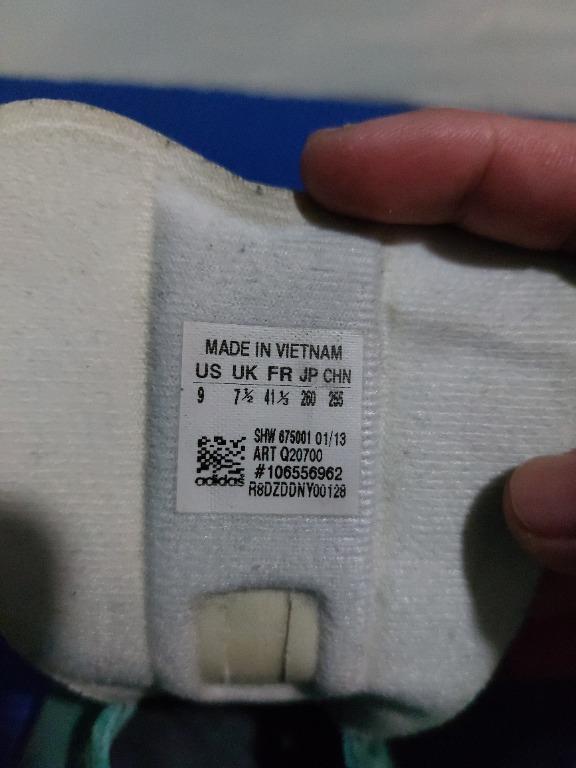 MADE IN VIETNAM
US UK FR JP CHN
9 7½ 41⅓ 260 255
SHW 675001 01/13
ART Q20700
#106556962
adidas R8DZDDNY00128